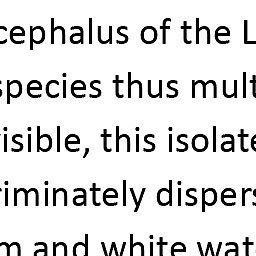 cephalus of the L
species thus mult
isible, this isolate
riminately dispers
m and white wat